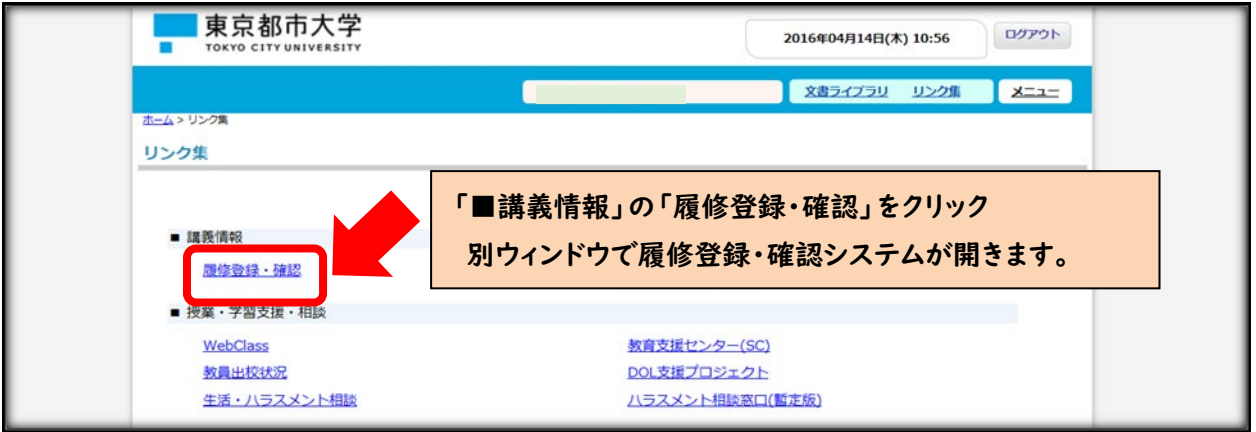 東京都市大学
TOKYO CITY UNIVERSITY
2016年04月14日(木) 10:56
ログアウト
文書ライブラリ リンク集
メニュー
ホーム > リンク集
リンク集
「■講義情報」の「履修登録・確認」をクリック
別ウィンドウで履修登録・確認システムが開きます。
■ 講義情報
履修登録・確認
■ 授業・学習支援・相談
WebClass 教育支援センター(SC)
教員出校状況 DOL支援プロジェクト
生活・ハラスメント相談 ハラスメント相談窓口(暫定版)